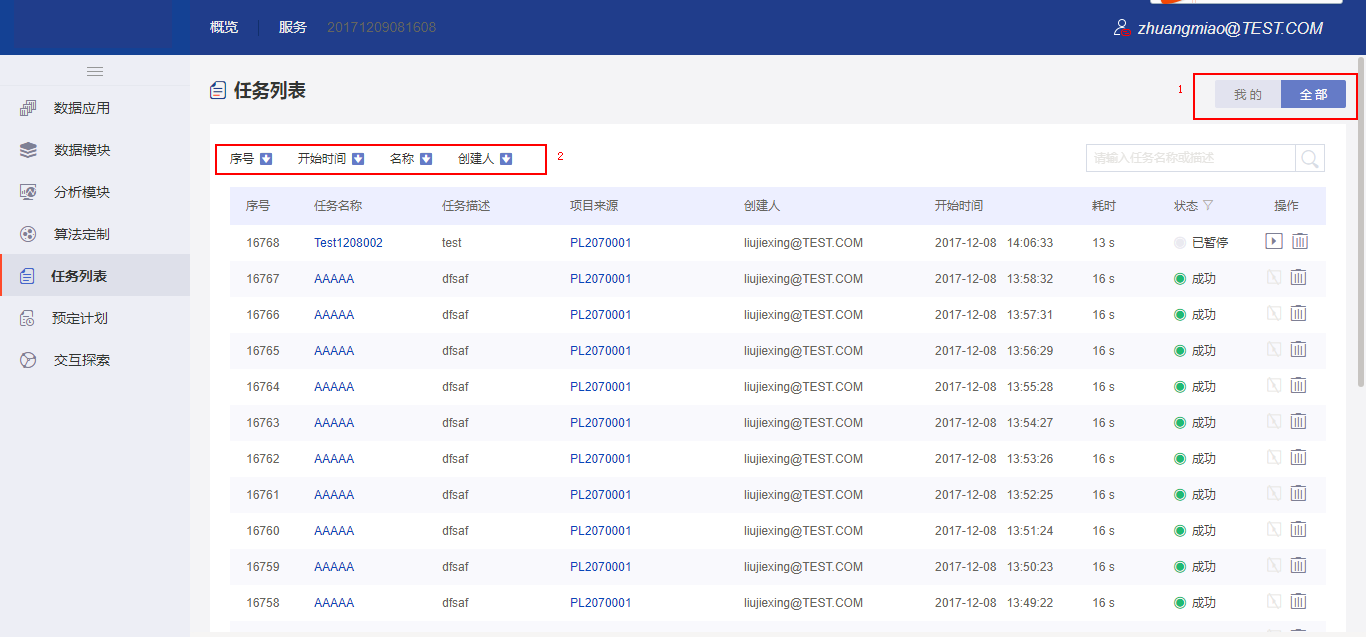 概览 服务 20171209081608 zhuangmiao@TEST.COM
数据应用
数据模块
分析模块
算法定制
任务列表
预定计划
交互探索
任务列表
1 我的 全部
序号 开始时间 名称 创建人 2 请输入任务名称或描述
序号 任务名称 任务描述 项目来源 创建人 开始时间 耗时 状态 操作
16768 Test1208002 test PL2070001 liujiexing@TEST.COM 2017-12-08 14:06:33 13 s 已暂停
16767 AAAAA dfsaf PL2070001 liujiexing@TEST.COM 2017-12-08 13:58:32 16 s 成功
16766 AAAAA dfsaf PL2070001 liujiexing@TEST.COM 2017-12-08 13:57:31 16 s 成功
16765 AAAAA dfsaf PL2070001 liujiexing@TEST.COM 2017-12-08 13:56:29 16 s 成功
16764 AAAAA dfsaf PL2070001 liujiexing@TEST.COM 2017-12-08 13:55:28 16 s 成功
16763 AAAAA dfsaf PL2070001 liujiexing@TEST.COM 2017-12-08 13:54:27 16 s 成功
16762 AAAAA dfsaf PL2070001 liujiexing@TEST.COM 2017-12-08 13:53:26 16 s 成功
16761 AAAAA dfsaf PL2070001 liujiexing@TEST.COM 2017-12-08 13:52:25 16 s 成功
16760 AAAAA dfsaf PL2070001 liujiexing@TEST.COM 2017-12-08 13:51:24 16 s 成功
16759 AAAAA dfsaf PL2070001 liujiexing@TEST.COM 2017-12-08 13:50:23 16 s 成功
16758 AAAAA dfsaf PL2070001 liujiexing@TEST.COM 2017-12-08 13:49:22 16 s 成功